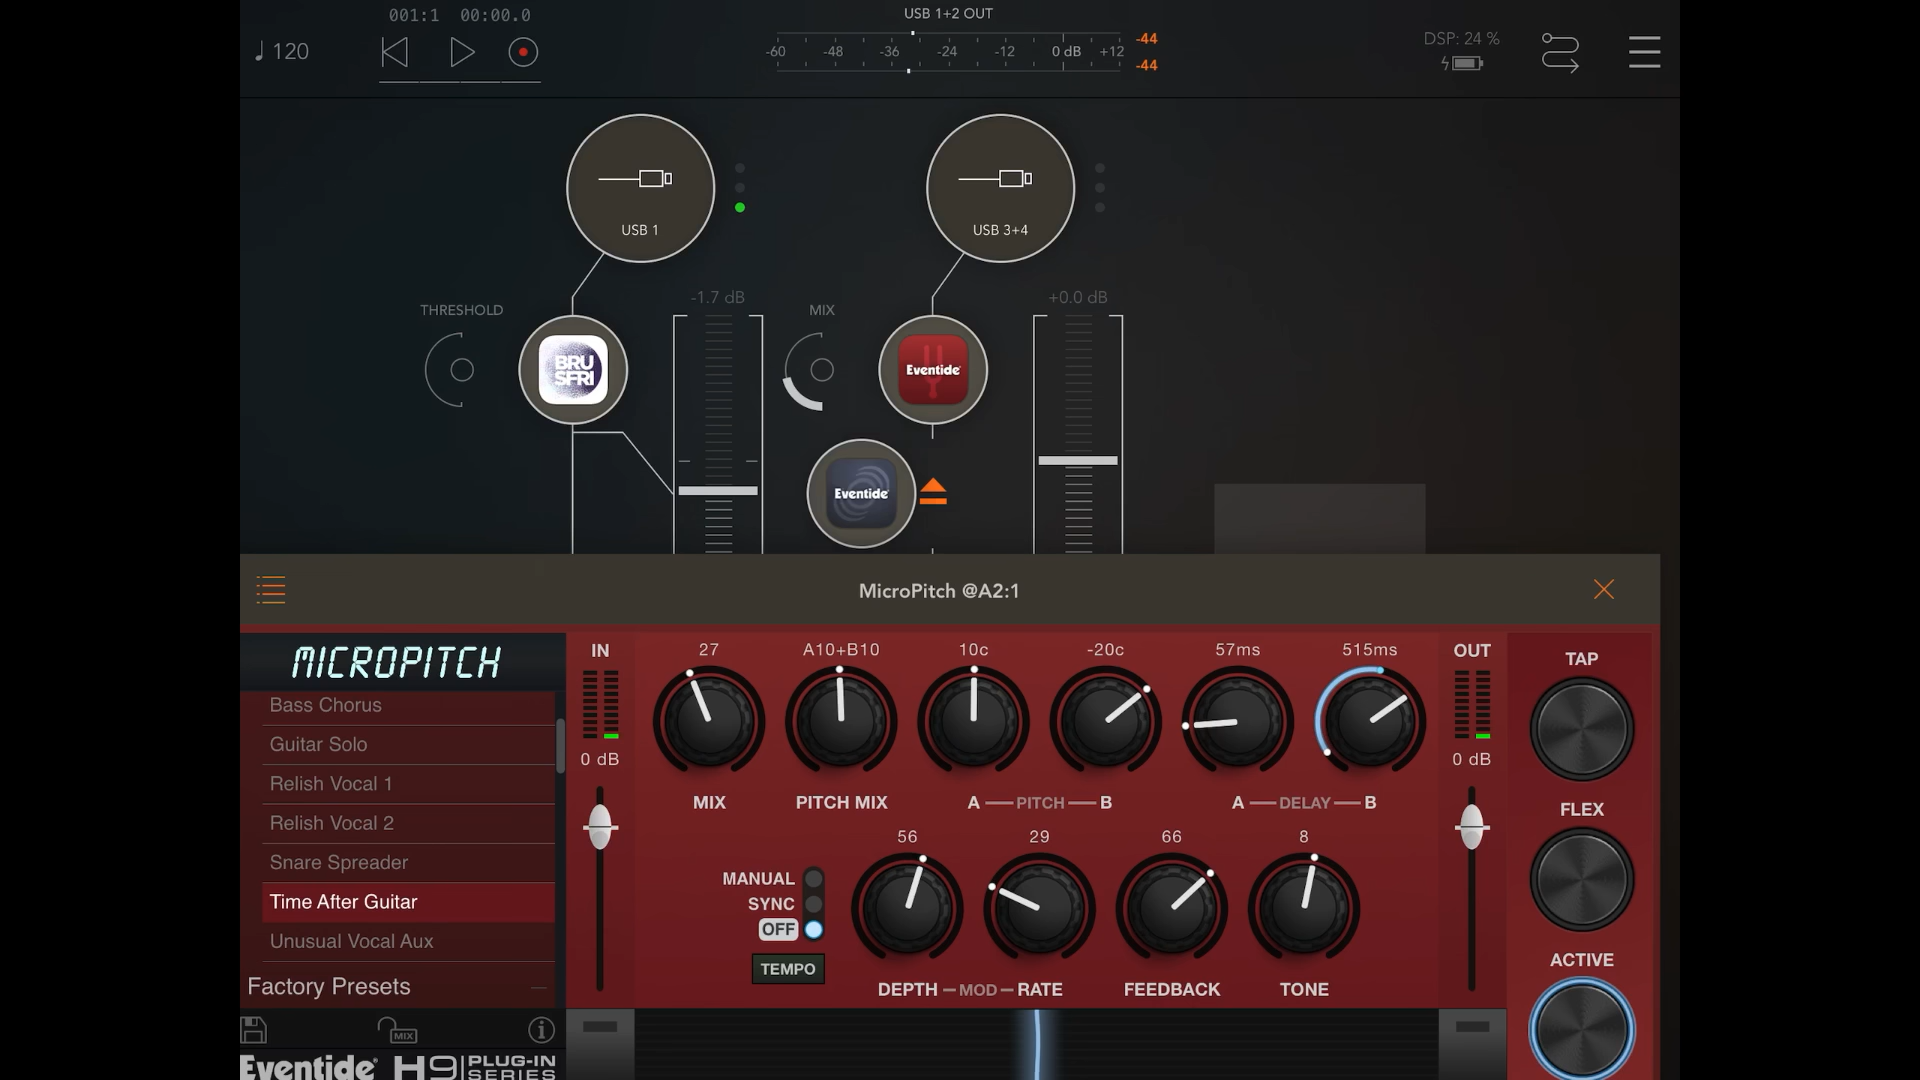 001:1 00:00.0
USB 1+2 OUT
120
-60 -48 -36 -24 -12 0 dB +12
-44
-44
DSP: 24 %
USB 1
USB 3+4
-1.7 dB
+0.0 dB
THRESHOLD
MIX
BRU
SFRI
Eventide
Eventide
MicroPitch @A2:1
MICROPITCH
Bass Chorus
Guitar Solo
Relish Vocal 1
Relish Vocal 2
Snare Spreader
Time After Guitar
Unusual Vocal Aux
Factory Presets
MIX
Eventide H9 PLUG-IN
SERIES
IN
0 dB
27 A10+B10 10c -20c 57ms 515ms
MIX PITCH MIX A PITCH B A DELAY B
56 29 66 8
MANUAL
SYNC
OFF
TEMPO
DEPTH MOD RATE FEEDBACK TONE
OUT
0 dB
TAP
FLEX
ACTIVE